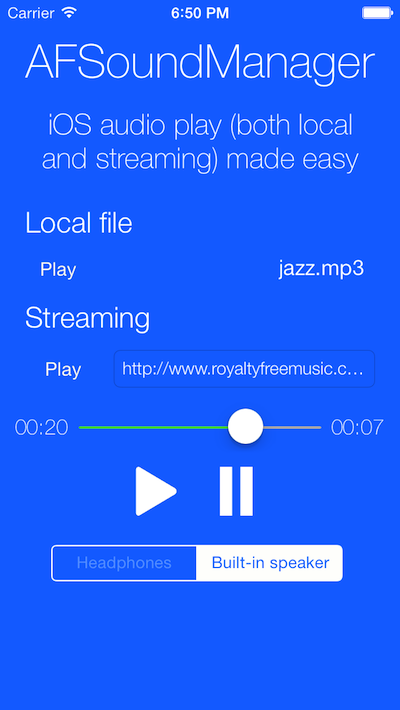 Carrier 6:50 PM
AFSoundManager
iOS audio play (both local
and streaming) made easy
Local file
Play jazz.mp3
Streaming
Play http://www.royaltyfreemusic.c...
00:20 00:07
Headphones Built-in speaker